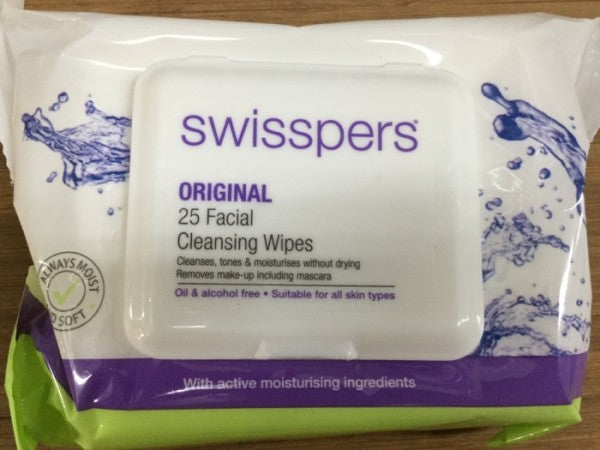 swisspers®
ORIGINAL
25 Facial
Cleansing Wipes
Cleanses, tones & moisturises without drying
Removes make-up including mascara
Oil & alcohol free • Suitable for all skin types
ALWAYS MOIST
SOFT
With active moisturising ingredients